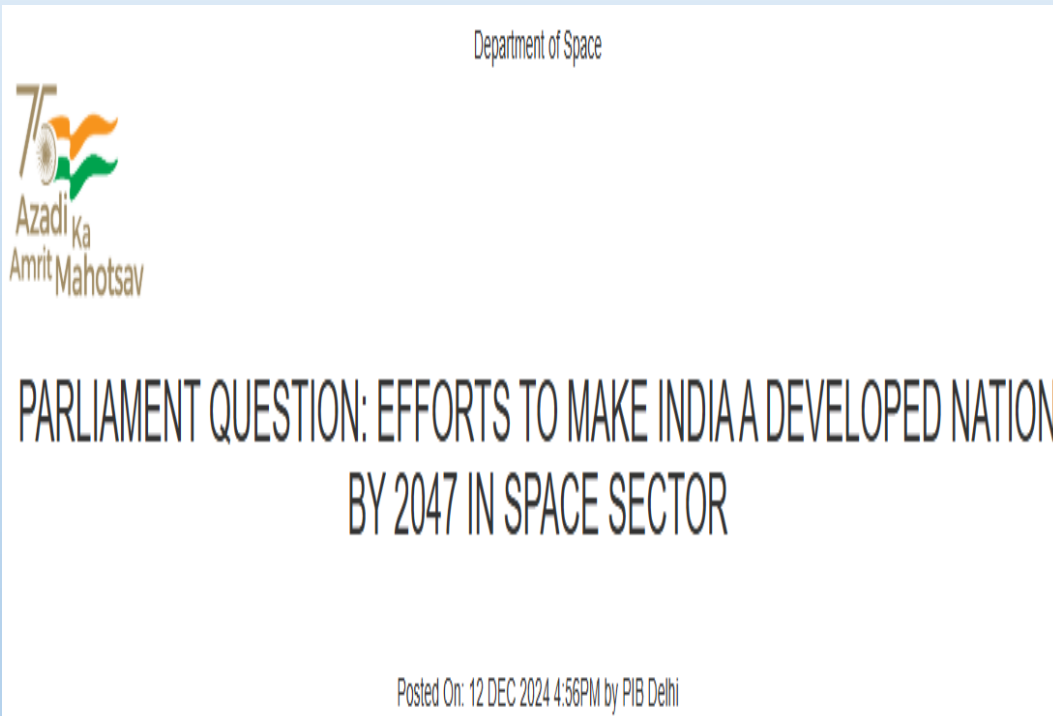 Department of Space
75
Azadi Ka
Amrit Mahotsav
PARLIAMENT QUESTION: EFFORTS TO MAKE INDIA A DEVELOPED NATION
BY 2047 IN SPACE SECTOR
Posted On: 12 DEC 2024 4:56PM by PIB Delhi